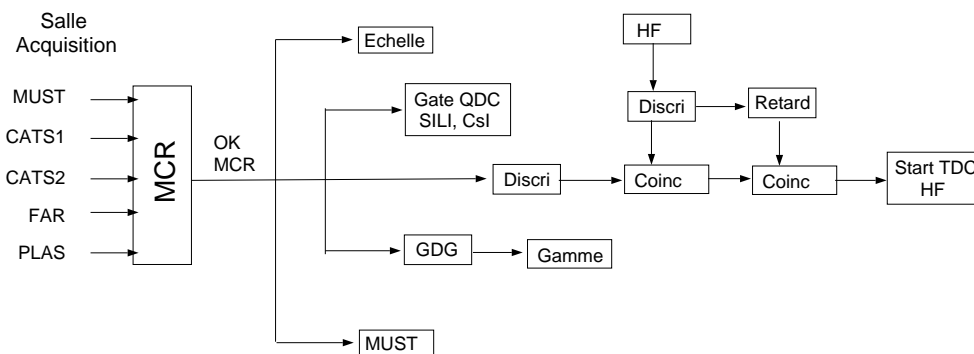 Salle
Acquisition
MUST
CATS1
CATS2
FAR
PLAS
MCR
OK
MCR
Echelle
Gate QDC
SILI, CsI
Discri
GDG
Gamme
MUST
HF
Discri
Retard
Coinc
Coinc
Start TDC
HF